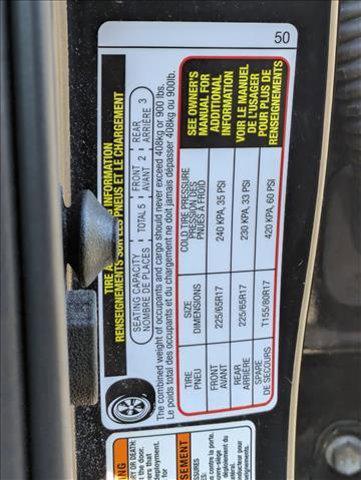 50
INFORMATION
RENSEIGNEMENTS SUR LES PNEUS ET LE CHARGEMENT
SEATING CAPACITY
NOMBRE DE PLACES
TOTAL 5
FRONT
AVANT 2
REAR
ARRIÈRE 3
The combined weight of occupants and cargo should never exceed 408kg or 900 lbs.
Le poids total des occupants et du chargement ne doit jamais dépasser 408kg ou 900lb.
TIRE
PNEU
SIZE
DIMENSIONS
COLD TIRE PRESSURE
PRESSION DES
PNUES À FROID
SEE OWNER'S
MANUAL FOR
ADDITIONAL
INFORMATION
VOIR LE MANUEL
DE L'USAGER
POUR PLUS DE
RENSEIGNEMENTS
FRONT
AVANT
225/65R17
240 KPA, 35 PSI
REAR
ARRIÈRE
225/65R17
230 KPA, 33 PSI
SPARE
DE SECOURS
T155/80R17
420 KPA, 60 PSI